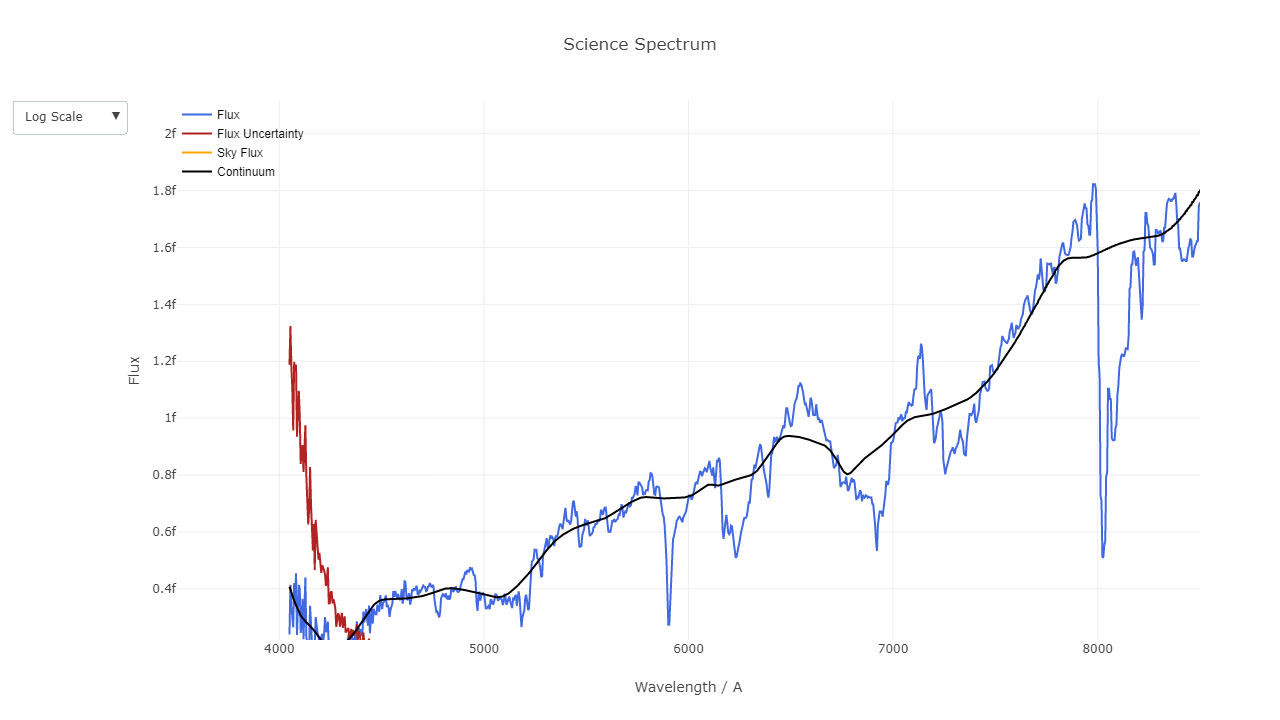 Science Spectrum
Log Scale ▼
Flux
Flux Uncertainty
Sky Flux
Continuum
2f
1.8f
1.6f
1.4f
1.2f
1f
0.8f
0.6f
0.4f
Flux
4000 5000 6000 7000 8000
Wavelength / A